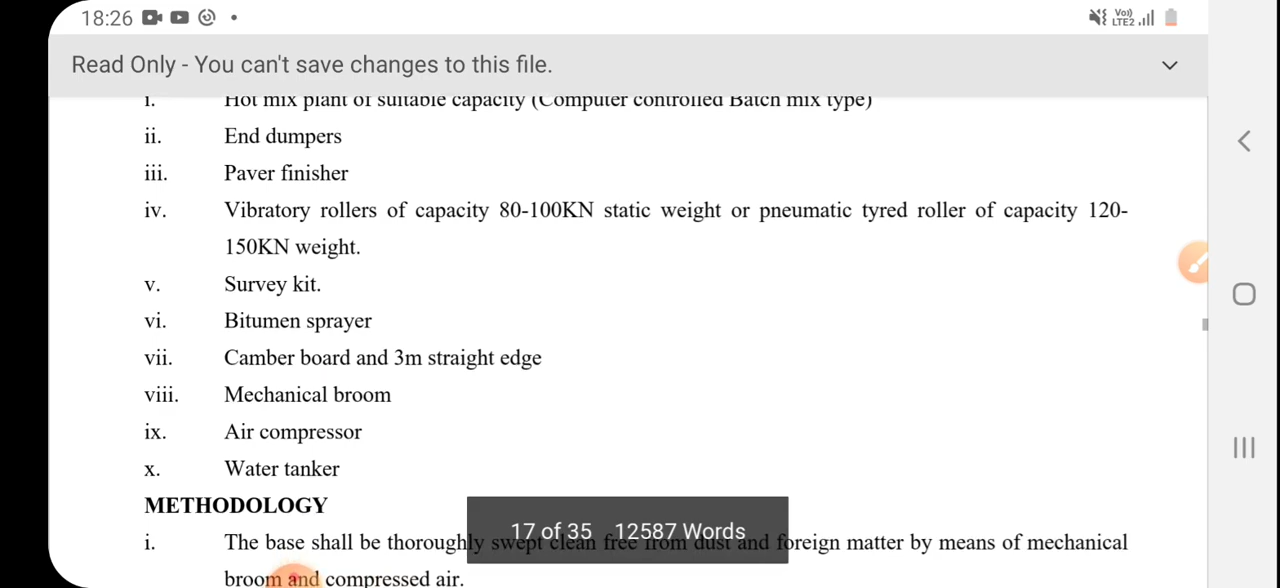 18:26
Vo))
LTE2
Read Only - You can't save changes to this file.
i. Hot mix plant of suitable capacity (Computer controlled Batch mix type)
ii. End dumpers
iii. Paver finisher
iv. Vibratory rollers of capacity 80-100KN static weight or pneumatic tyred roller of capacity 120-
150KN weight.
v. Survey kit.
vi. Bitumen sprayer
vii. Camber board and 3m straight edge
viii. Mechanical broom
ix. Air compressor
x. Water tanker
METHODOLOGY
17 of 35 12587 Words
i. The base shall be thoroughly swept clean free from dust and foreign matter by means of mechanical
broom and compressed air.